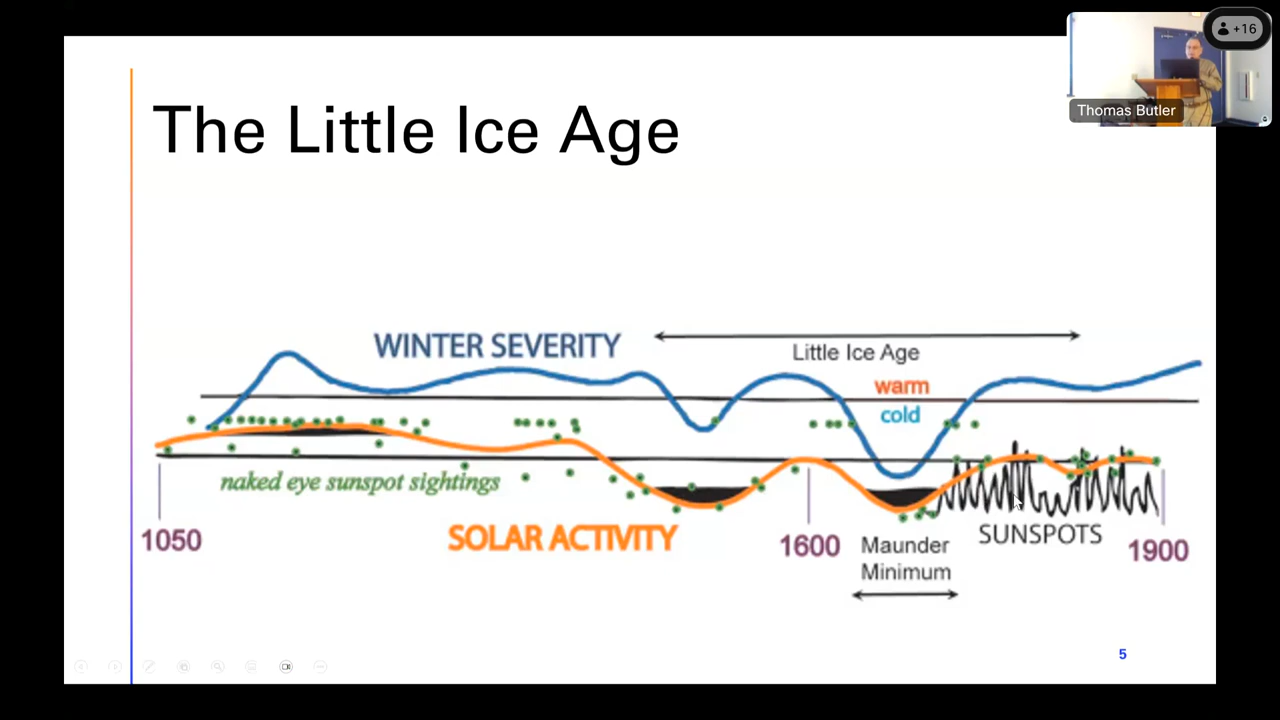 +16
Thomas Butler
The Little Ice Age
WINTER SEVERITY
Little Ice Age
warm
cold
naked eye sunspot sightings
SOLAR ACTIVITY
SUNSPOTS
1050
1600
Maunder
Minimum
1900
5